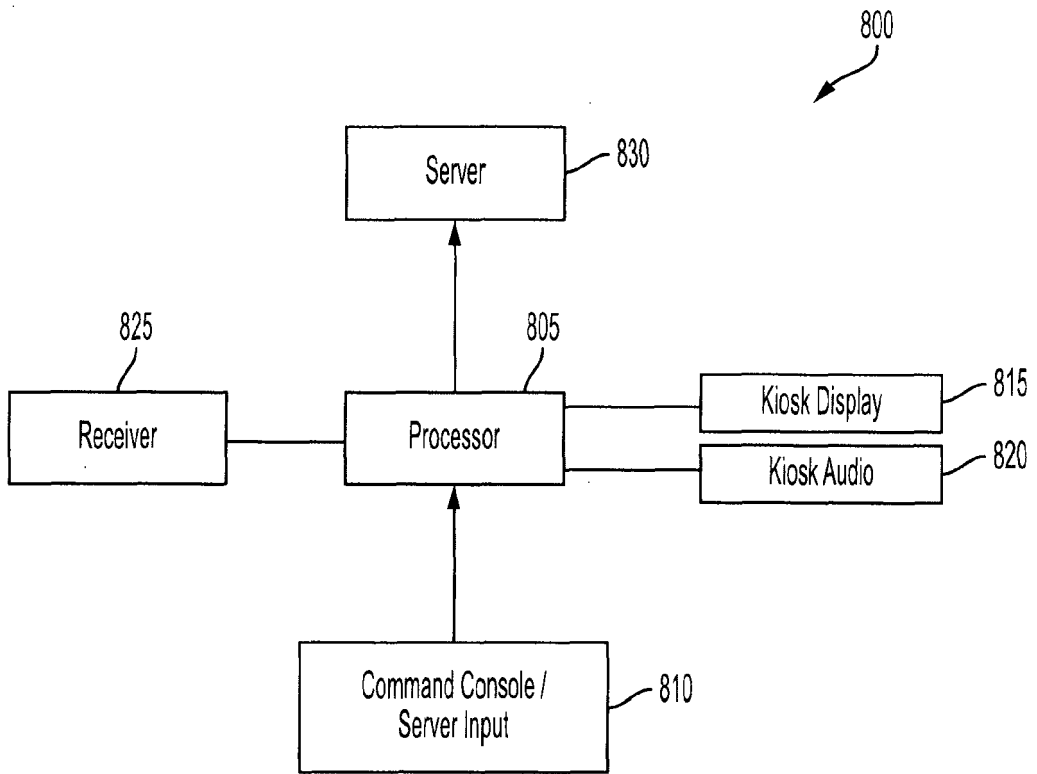 800
Server
830
825
805
Receiver
Processor
Kiosk Display
815
Kiosk Audio
820
Command Console /
Server Input
810